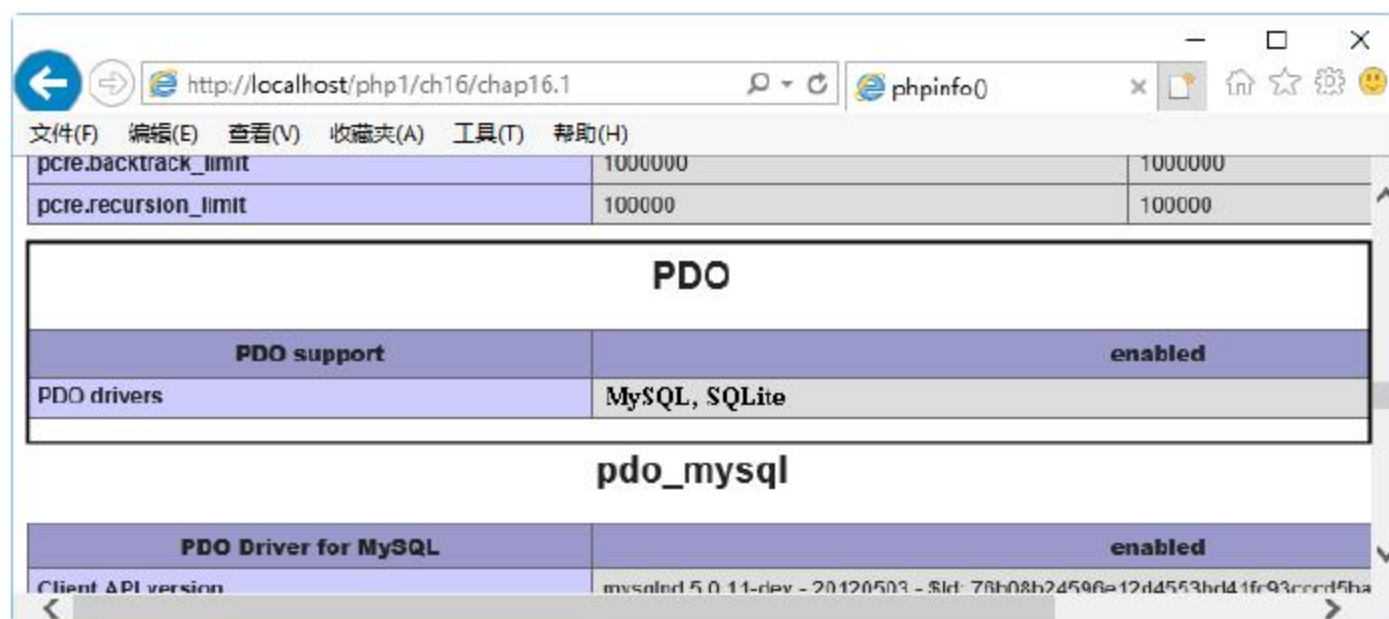 http://localhost/php1/ch16/chap16.1 phpinfo()
文件(F) 编辑(E) 查看(V) 收藏夹(A) 工具(T) 帮助(H)
pcre.backtrack_limit 1000000 1000000
pcre.recursion_limit 100000 100000
PDO
PDO support enabled
PDO drivers MySQL, SQLite
pdo_mysql
PDO Driver for MySQL enabled
Client API version mysqlnd 5.0.11-dev - 20120503 - $Id: